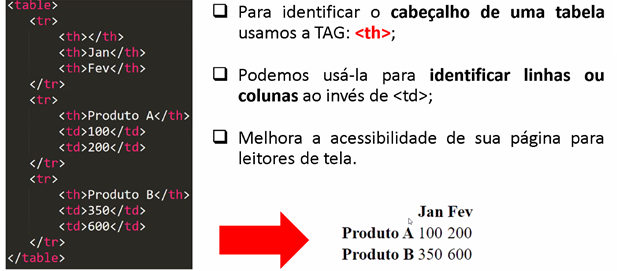 <table>
<tr>
<th></th>
<th>Jan</th>
<th>Fev</th>
</tr>
<tr>
<th>Produto A</th>
<td>100</td>
<td>200</td>
</tr>
<tr>
<th>Produto B</th>
<td>350</td>
<td>600</td>
</tr>
</table>
Para identificar o cabeçalho de uma tabela
usamos a TAG: <th>;
Podemos usá-la para identificar linhas ou
colunas ao invés de <td>;
Melhora a acessibilidade de sua página para
leitores de tela.
Jan Fev
Produto A 100 200
Produto B 350 600